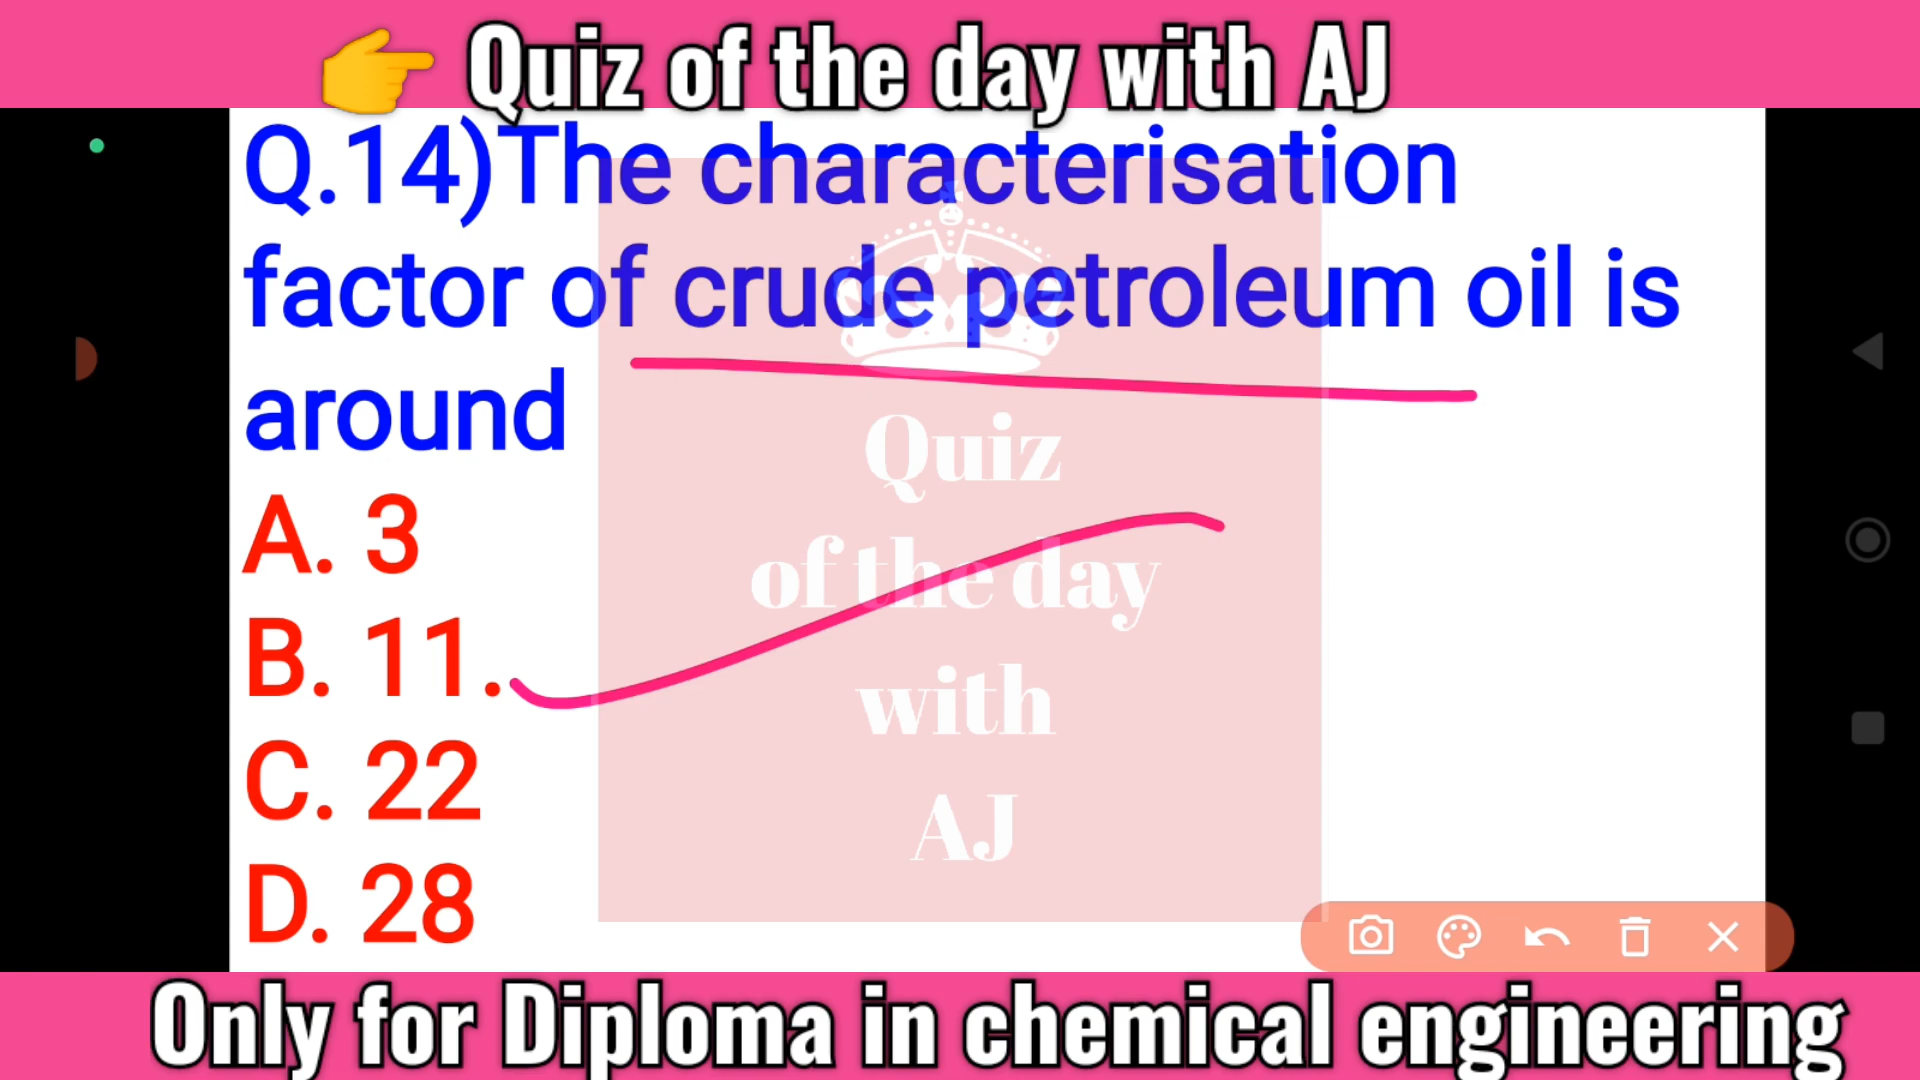 👉 Quiz of the day with AJ
Q.14)The characterisation
factor of crude petroleum oil is
around
A. 3
B. 11.
C. 22
D. 28
Quiz
of the day
with
AJ
Only for Diploma in chemical engineering